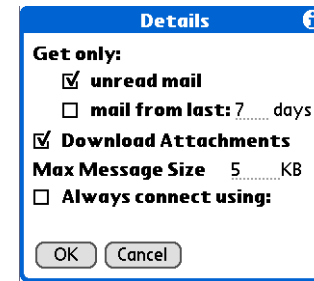 Details
Get only:
unread mail
mail from last: 7 days
Download Attachments
Max Message Size 5 KB
Always connect using:
OK Cancel